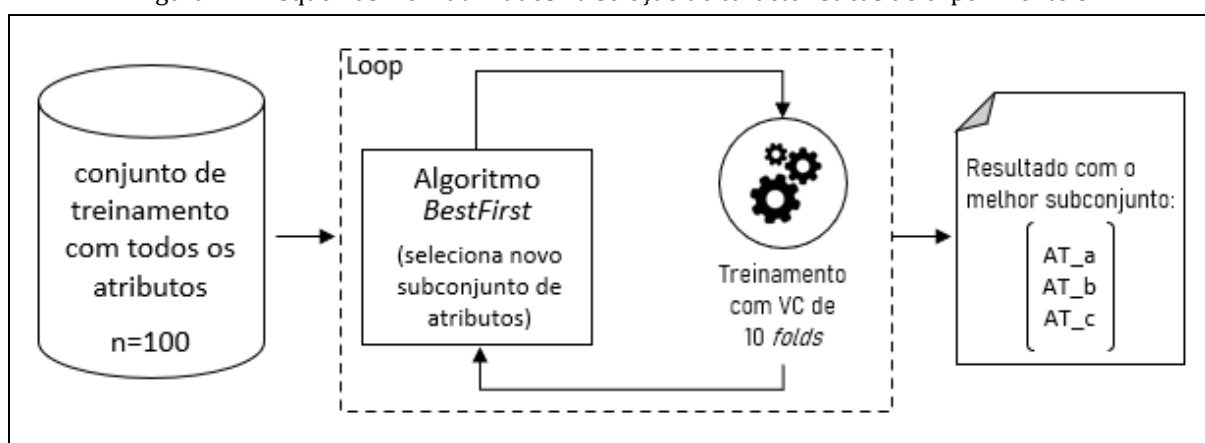 Loop
conjunto de
treinamento
com todos os
atributos
n=100
Algoritmo
BestFirst
(seleciona novo
subconjunto de
atributos)
Treinamento
com VC de
10 folds
Resultado com o
melhor subconjunto:
AT_a
AT_b
AT_c